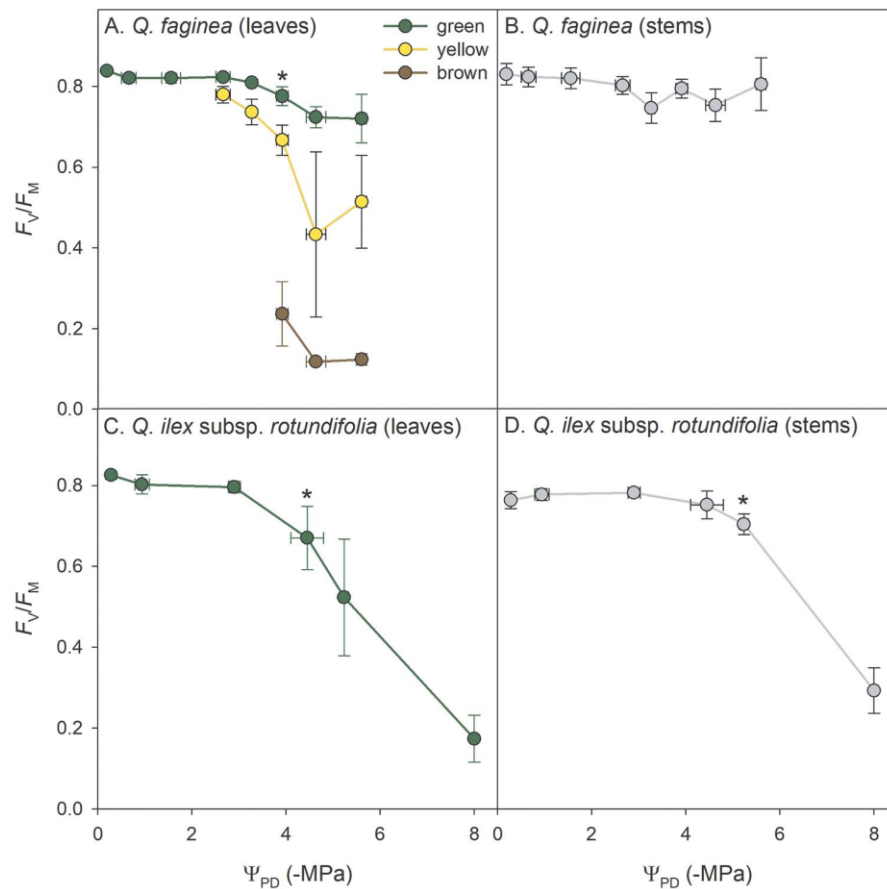 A. Q. faginea (leaves)
green
yellow
brown
*
B. Q. faginea (stems)
0.8
0.6
0.4
0.2
0.0
FV/FM
C. Q. ilex subsp. rotundifolia (leaves)
*
D. Q. ilex subsp. rotundifolia (stems)
*
0.8
0.6
0.4
0.2
0.0
FV/FM
0 2 4 6
0 2 4 6 8
ΨPD (-MPa)
ΨPD (-MPa)